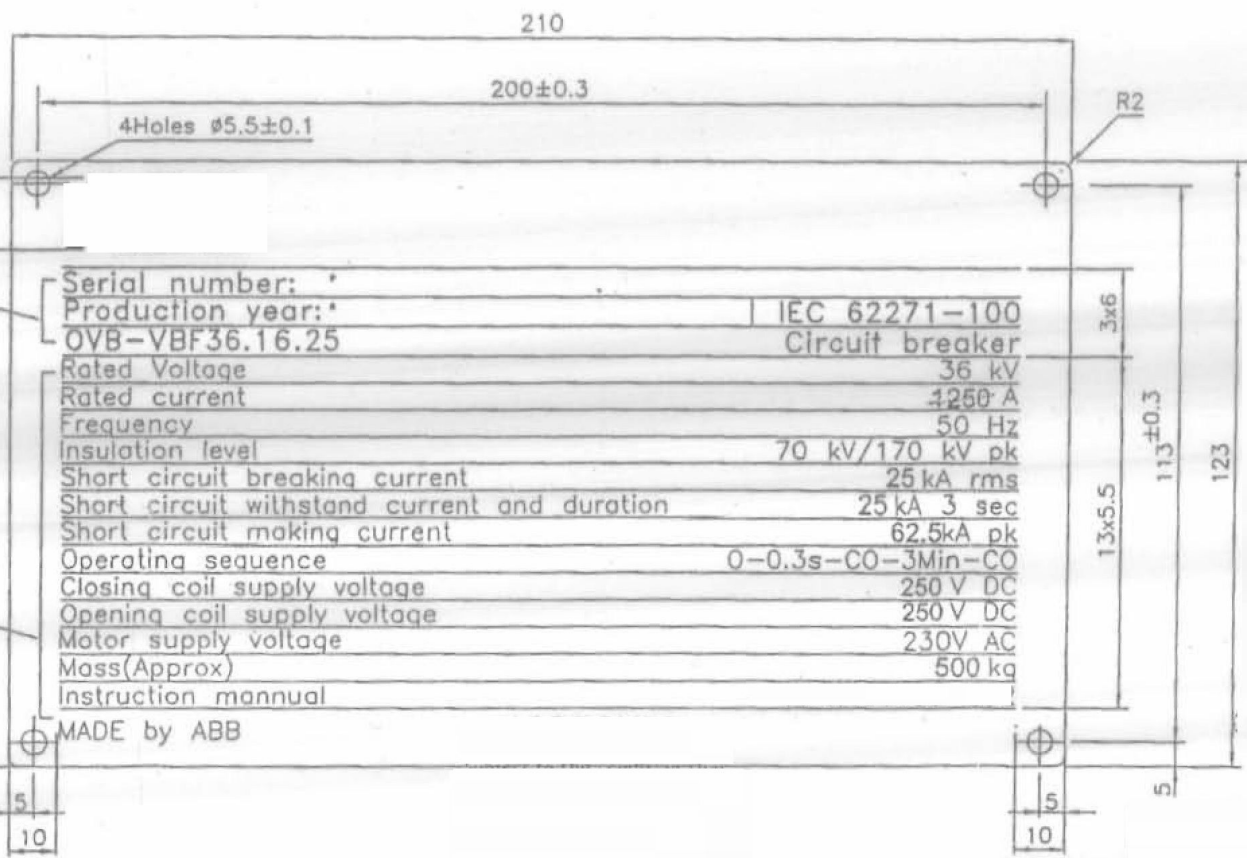 210
200±0.3
4Holes ø5.5±0.1
R2
Serial number: *
Production year:* IEC 62271-100
OVB-VBF36.16.25 Circuit breaker
Rated Voltage 36 kV
Rated current 1250 A
Frequency 50 Hz
Insulation level 70 kV/170 kV pk
Short circuit breaking current 25 kA rms
Short circuit withstand current and duration 25 kA 3 sec
Short circuit making current 62.5kA pk
Operating sequence O-0.3s-CO-3Min-CO
Closing coil supply voltage 250 V DC
Opening coil supply voltage 250 V DC
Motor supply voltage 230V AC
Mass(Approx) 500 kg
Instruction mannual
MADE by ABB
3x6
13x5.5
113±0.3
123
5
5
10
5
10